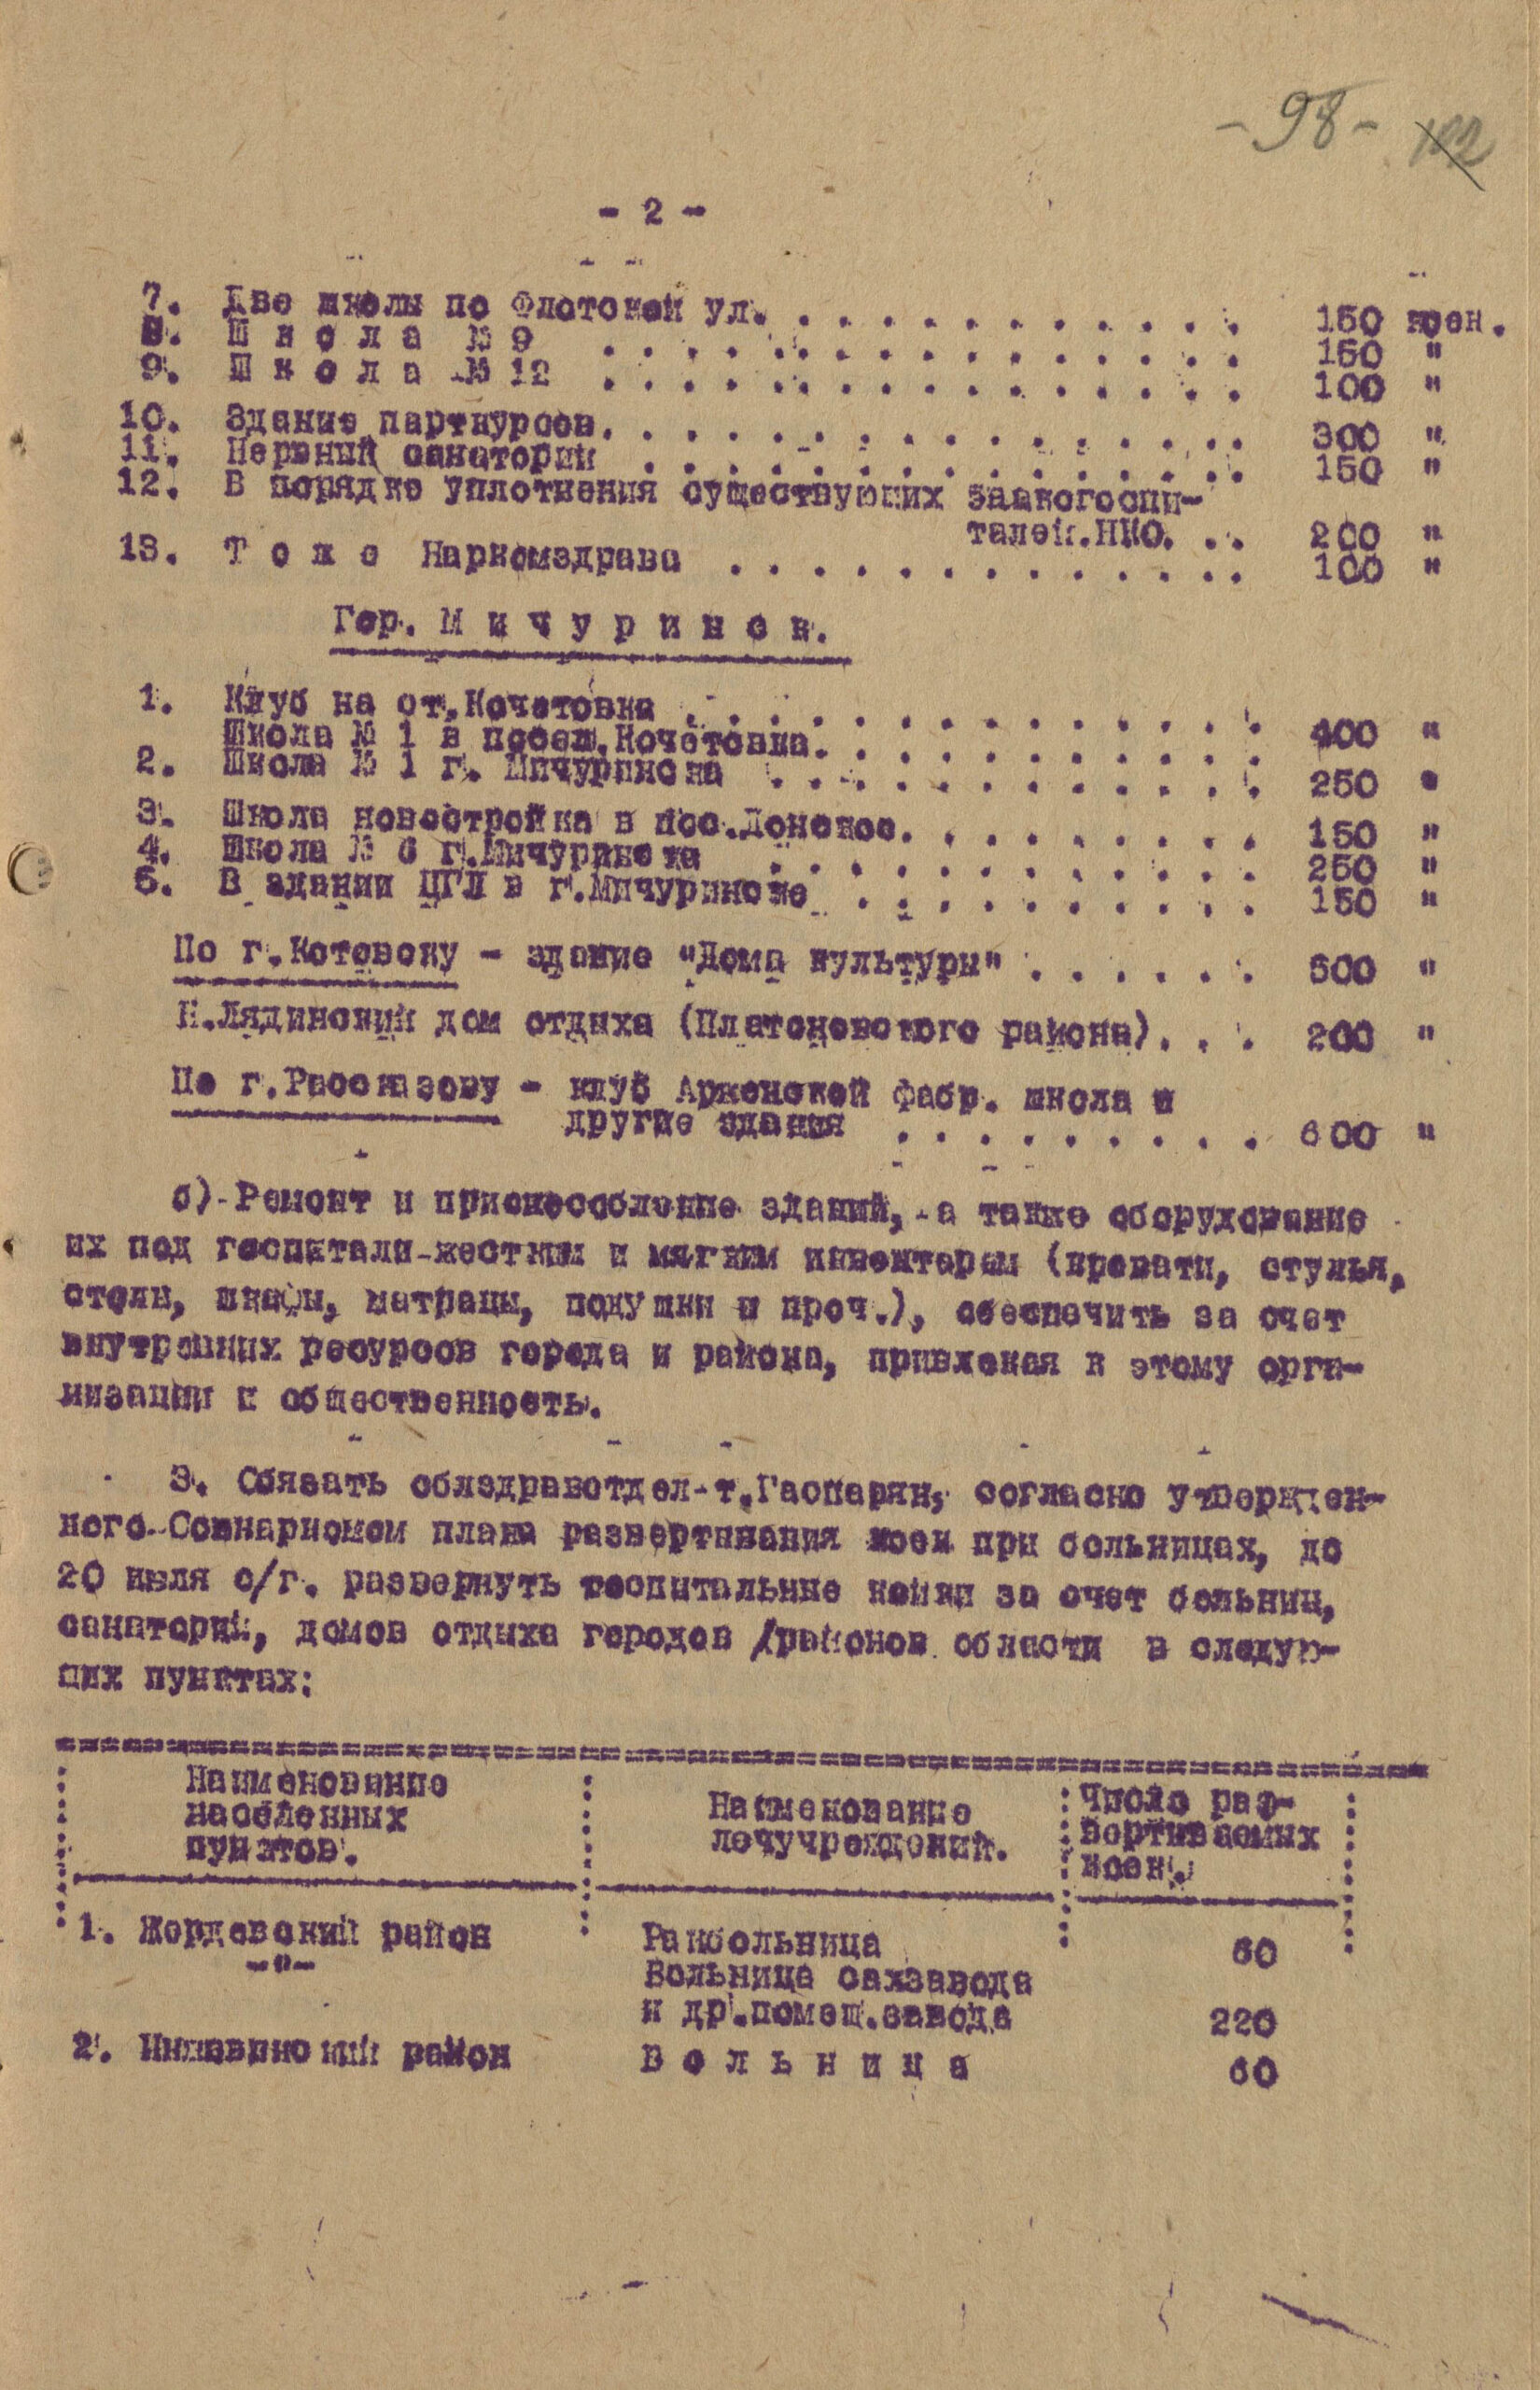 - 98 - 102
- 2 -
7. Две школы по Флотской ул. . . . . . . . . . . . 150 коек.
8. Ш к о л а № 9 . . . . . . . . . . . . . . . . 150 "
9. Ш к о л а № 12 . . . . . . . . . . . . . . . . 100 "
10. Здание парткурсов. . . . . . . . . . . . . . . . 300 "
11. Нервный санаторий . . . . . . . . . . . . . . . 150 "
12. В порядке уплотнения существующих эвакогоспи-
талей.НКО. . . 200 "
13. Т о ж е Наркомздрава . . . . . . . . . . . . . 100 "
Гор. М и ч у р и н с к.
1. Клуб на ст.Кочетовка . . . . . . . . . . . . . .
Школа № 1 в посел.Кочетовка. . . . . . . . . . . 400 "
2. Школа № 1 г. Мичуринска . . . . . . . . . . . . 250 "
3. Школа новостройка в пос.Донское. . . . . . . . . 150 "
4. Школа № 6 г.Мичуринска . . . . . . . . . . . . 250 "
5. В здании ЦГЛ в г.Мичуринске . . . . . . . . . . 150 "
По г.Котовску - здание "Дома культуры" . . . . . . 500 "
Н.Лядинский дом отдыха (Платоновского района). . . 200 "
По г.Рассказову - клуб Арженской фабр. школа и
другие здания . . . . . . . . . 600 "
б) Ремонт и приспособление зданий, а также оборудование
их под госпитали жестким и мягким инвентарем (кровати, стулья,
столы, шкафы, матрацы, подушки и проч.), обеспечить за счет
внутренних ресурсов города и района, привлекая к этому орга-
низации и общественность.
3. Обязать облздравотдел-т.Гаспарян, согласно утвержден-
ного Совнаркомом плана развертывания коек при больницах, до
20 июля с/г. развернуть госпитальные койки за счет больниц,
санаторий, домов отдыха городов /районов области в следую-
щих пунктах:
Наименование населенных пунктов.
Наименование лечучреждений.
Число раз-
вертываемых
коек.
1. Жердевский район Райбольница 60
-"- Больница сахзавода
и др.помещ.завода 220
2. Инжавинский район Б о л ь н и ц а 60